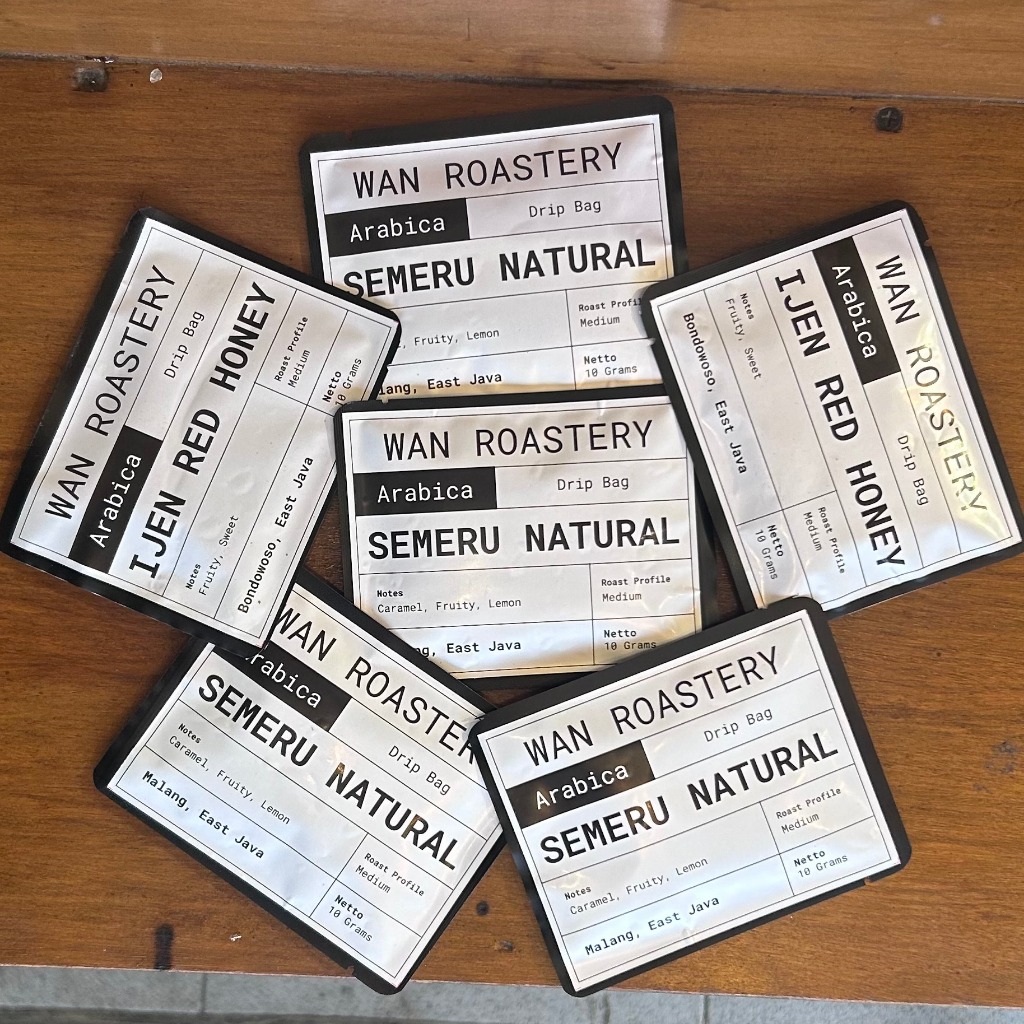 WAN ROASTERY
Arabica
Drip Bag
SEMERU NATURAL
Fruity, Lemon
Roast Profil
Medium
East Java
Netto
10 Grams
WAN ROASTERY
Drip Bag
Arabica
IJEN RED HONEY
Roast Profile
Medium
Notes
Fruity, Sweet
Netto
10 Grams
Bondowoso, East Java
WAN ROASTERY
Arabica
Drip Bag
IJEN RED HONEY
Notes
Fruity, Sweet
Roast Profile
Medium
Bondowoso, East Java
Netto
10 Grams
WAN ROASTERY
Arabica
Drip Bag
SEMERU NATURAL
Notes
Caramel, Fruity, Lemon
Roast Profile
Medium
East Java
Netto
10 Grams
WAN ROASTER
Arabica
Drip Bag
SEMERU NATURAL
Notes
Caramel, Fruity, Lemon
Roast Profile
Medium
Malang, East Java
Netto
10 Grams
WAN ROASTERY
Arabica
Drip Bag
SEMERU NATURAL
Notes
Caramel, Fruity, Lemon
Roast Profile
Medium
Malang, East Java
Netto
10 Grams